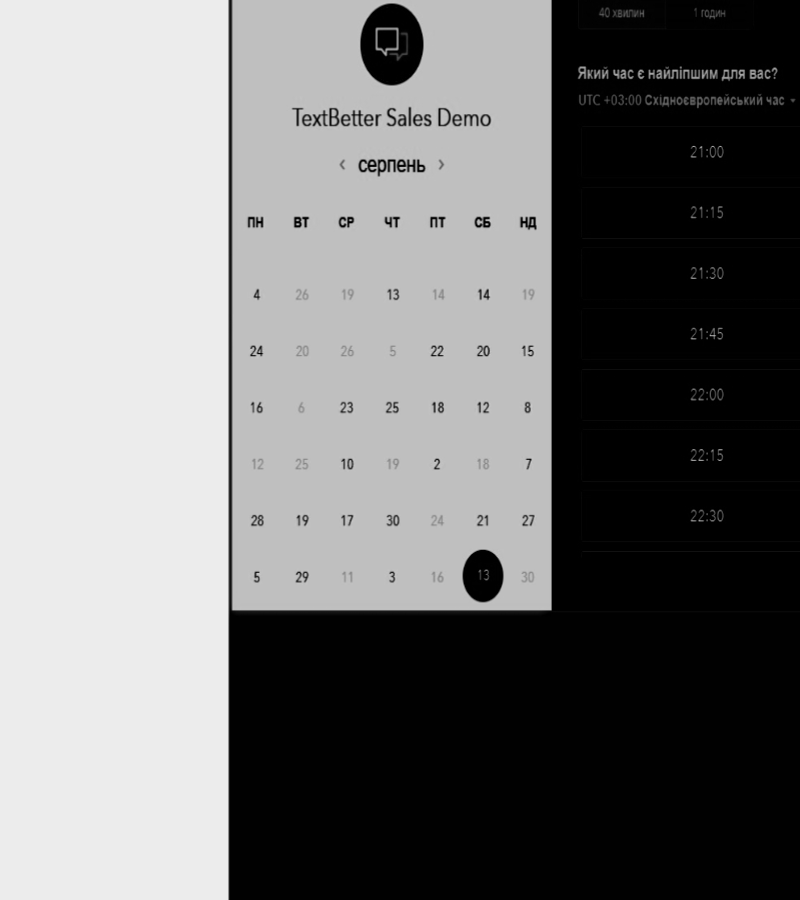 TextBetter Sales Demo
‹ серпень ›
ПН ВТ СР ЧТ ПТ СБ НД
4 26 19 13 14 14 19
24 20 26 5 22 20 15
16 6 23 25 18 12 8
12 25 10 19 2 18 7
28 19 17 30 24 21 27
5 29 11 3 16 13 30
40 хвилин 1 годин
Який час є найліпшим для вас?
UTC +03:00 Східноєвропейський час
21:00
21:15
21:30
21:45
22:00
22:15
22:30